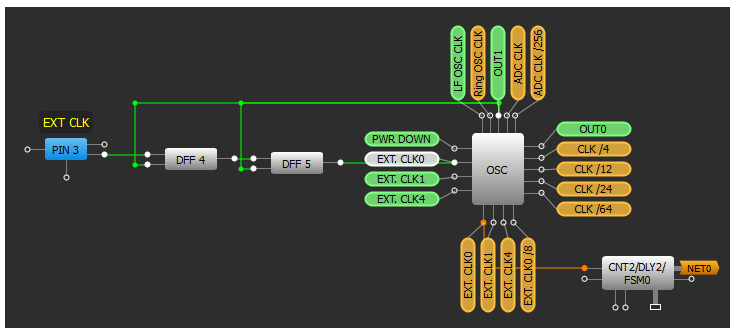 LF OSC CLK
Ring OSC CLK
OUT1
ADC CLK
ADC CLK /256
EXT CLK
PIN 3
DFF 4
DFF 5
PWR DOWN
EXT. CLK0
EXT. CLK1
EXT. CLK4
OSC
OUT0
CLK /4
CLK /12
CLK /24
CLK /64
EXT. CLK0
EXT. CLK1
EXT. CLK4
EXT. CLK0 /8
CNT2/DLY2/
FSM0
NET0